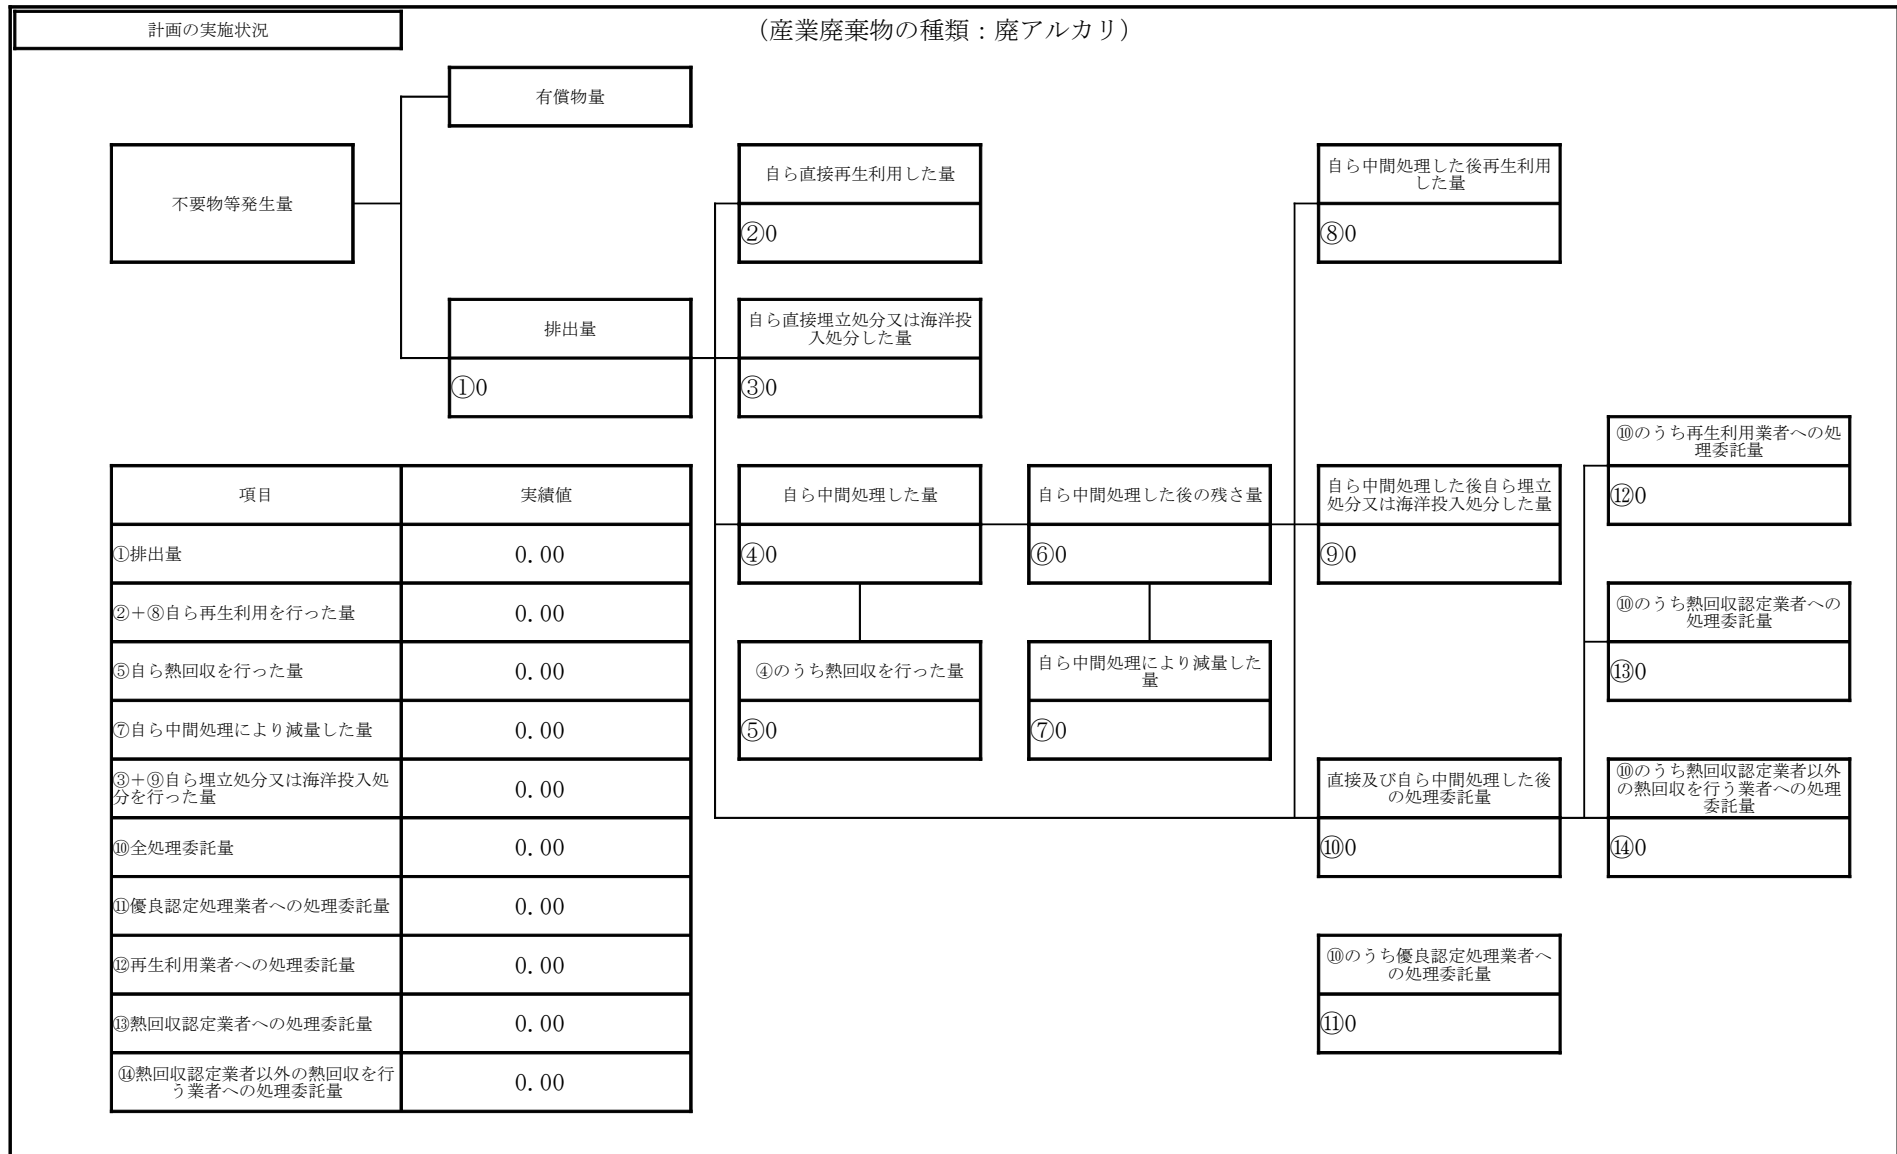 計画の実施状況
（産業廃棄物の種類：廃アルカリ）
有償物量
不要物等発生量
自ら直接再生利用した量
②0
自ら中間処理した後再生利用
した量
⑧0
排出量
①0
自ら直接埋立処分又は海洋投
入処分した量
③0
項目
実績値
①排出量
0.00
②＋⑧自ら再生利用を行った量
0.00
⑤自ら熱回収を行った量
0.00
⑦自ら中間処理により減量した量
0.00
③＋⑨自ら埋立処分又は海洋投入処
分を行った量
0.00
⑩全処理委託量
0.00
⑪優良認定処理業者への処理委託量
0.00
⑫再生利用業者への処理委託量
0.00
⑬熱回収認定業者への処理委託量
0.00
⑭熱回収認定業者以外の熱回収を行
う業者への処理委託量
0.00
自ら中間処理した量
④0
④のうち熱回収を行った量
⑤0
自ら中間処理した後の残さ量
⑥0
自ら中間処理により減量した
量
⑦0
自ら中間処理した後自ら埋立
処分又は海洋投入処分した量
⑨0
直接及び自ら中間処理した後
の処理委託量
⑩0
⑩のうち優良認定処理業者へ
の処理委託量
⑪0
⑩のうち再生利用業者への処
理委託量
⑫0
⑩のうち熱回収認定業者への
処理委託量
⑬0
⑩のうち熱回収認定業者以外
の熱回収を行う業者への処理
委託量
⑭0